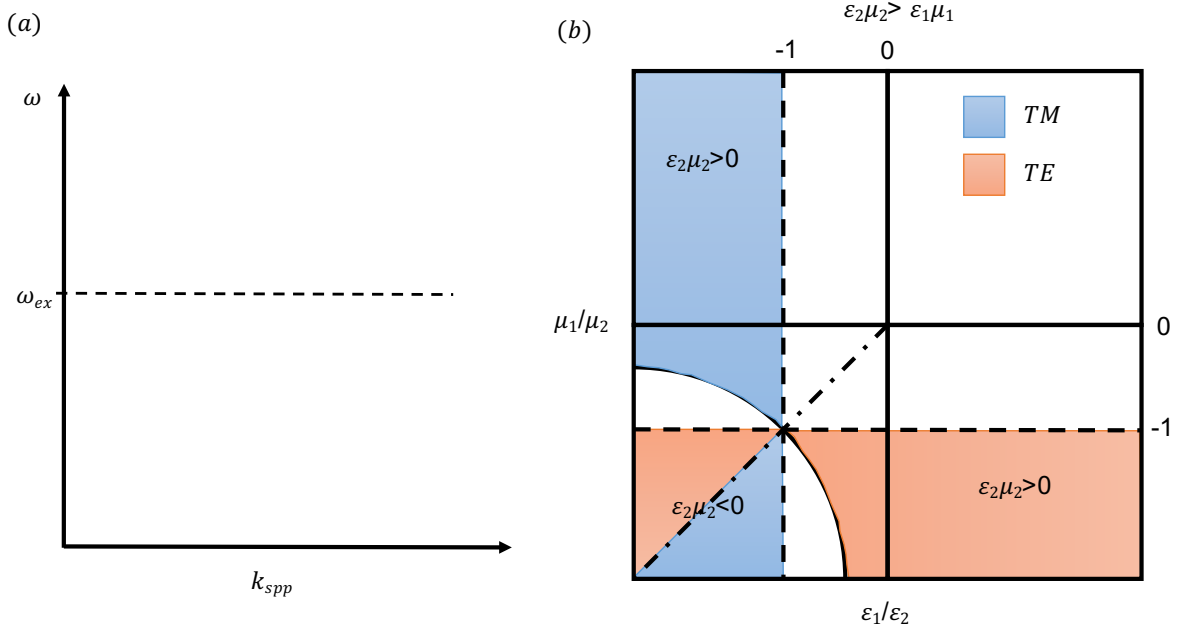 (a)
ω
ω_ex
k_spp
(b)
ε₂μ₂> ε₁μ₁
-1 0
TM
ε₂μ₂>0
TE
μ₁/μ₂
0
-1
ε₂μ₂<0
ε₂μ₂>0
ε₁/ε₂